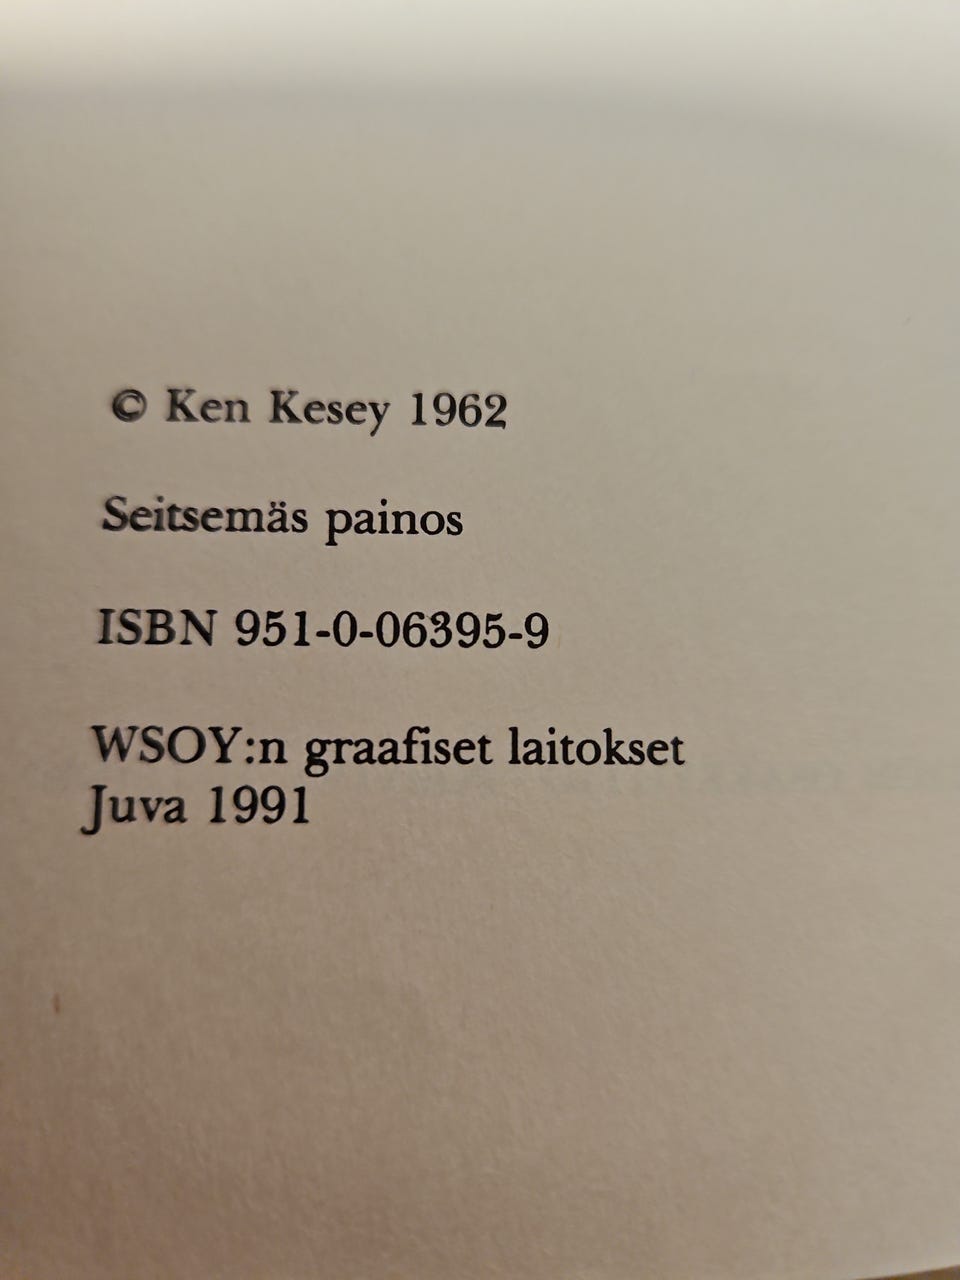 © Ken Kesey 1962
Seitsemäs painos
ISBN 951-0-06395-9
WSOY:n graafiset laitokset
Juva 1991